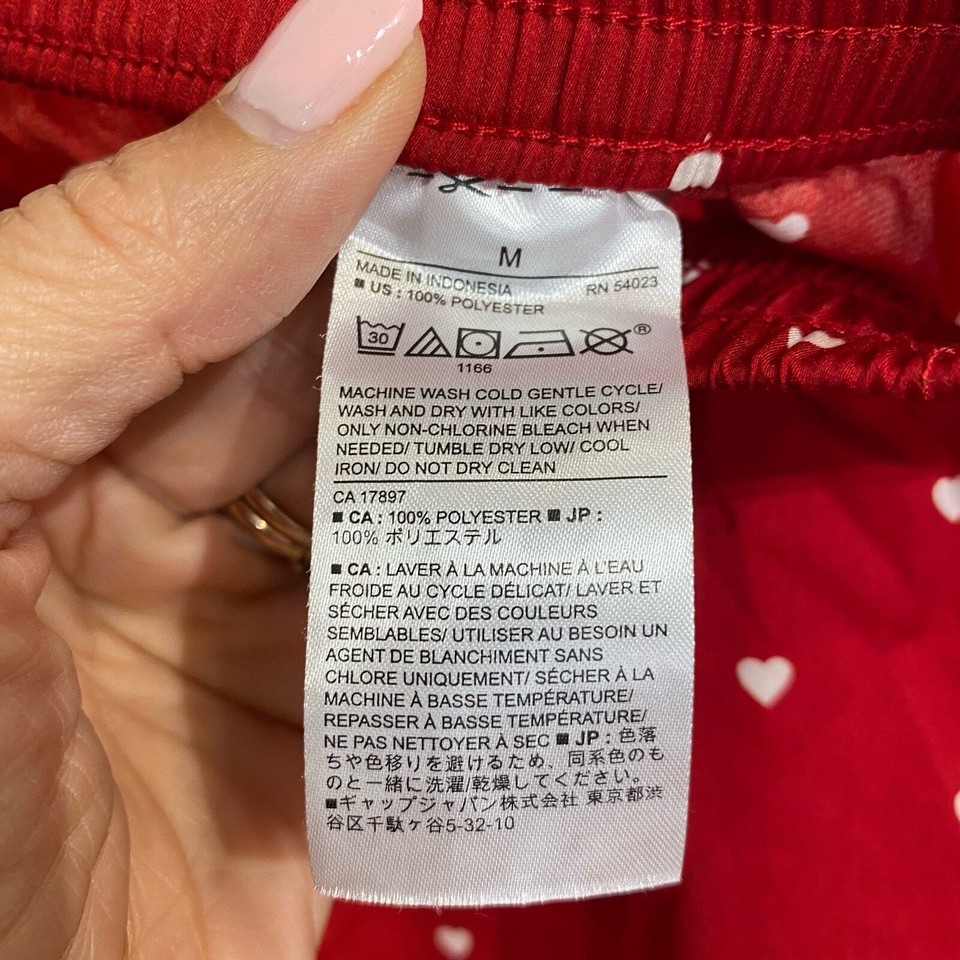 M
MADE IN INDONESIA RN 54023
■ US : 100% POLYESTER
30 ®
1166
MACHINE WASH COLD GENTLE CYCLE/
WASH AND DRY WITH LIKE COLORS/
ONLY NON-CHLORINE BLEACH WHEN
NEEDED/ TUMBLE DRY LOW/ COOL
IRON/ DO NOT DRY CLEAN
CA 17897
■ CA : 100% POLYESTER ■ JP :
100% ポリエステル
■ CA : LAVER À LA MACHINE À L'EAU
FROIDE AU CYCLE DÉLICAT/ LAVER ET
SÉCHER AVEC DES COULEURS
SEMBLABLES/ UTILISER AU BESOIN UN
AGENT DE BLANCHIMENT SANS
CHLORE UNIQUEMENT/ SÉCHER À LA
MACHINE À BASSE TEMPÉRATURE/
REPASSER À BASSE TEMPÉRATURE/
NE PAS NETTOYER À SEC ■ JP : 色落
ちや色移りを避けるため、同系色のも
のと一緒に洗濯/乾燥してください。
■ギャップジャパン株式会社 東京都渋
谷区千駄ヶ谷5-32-10